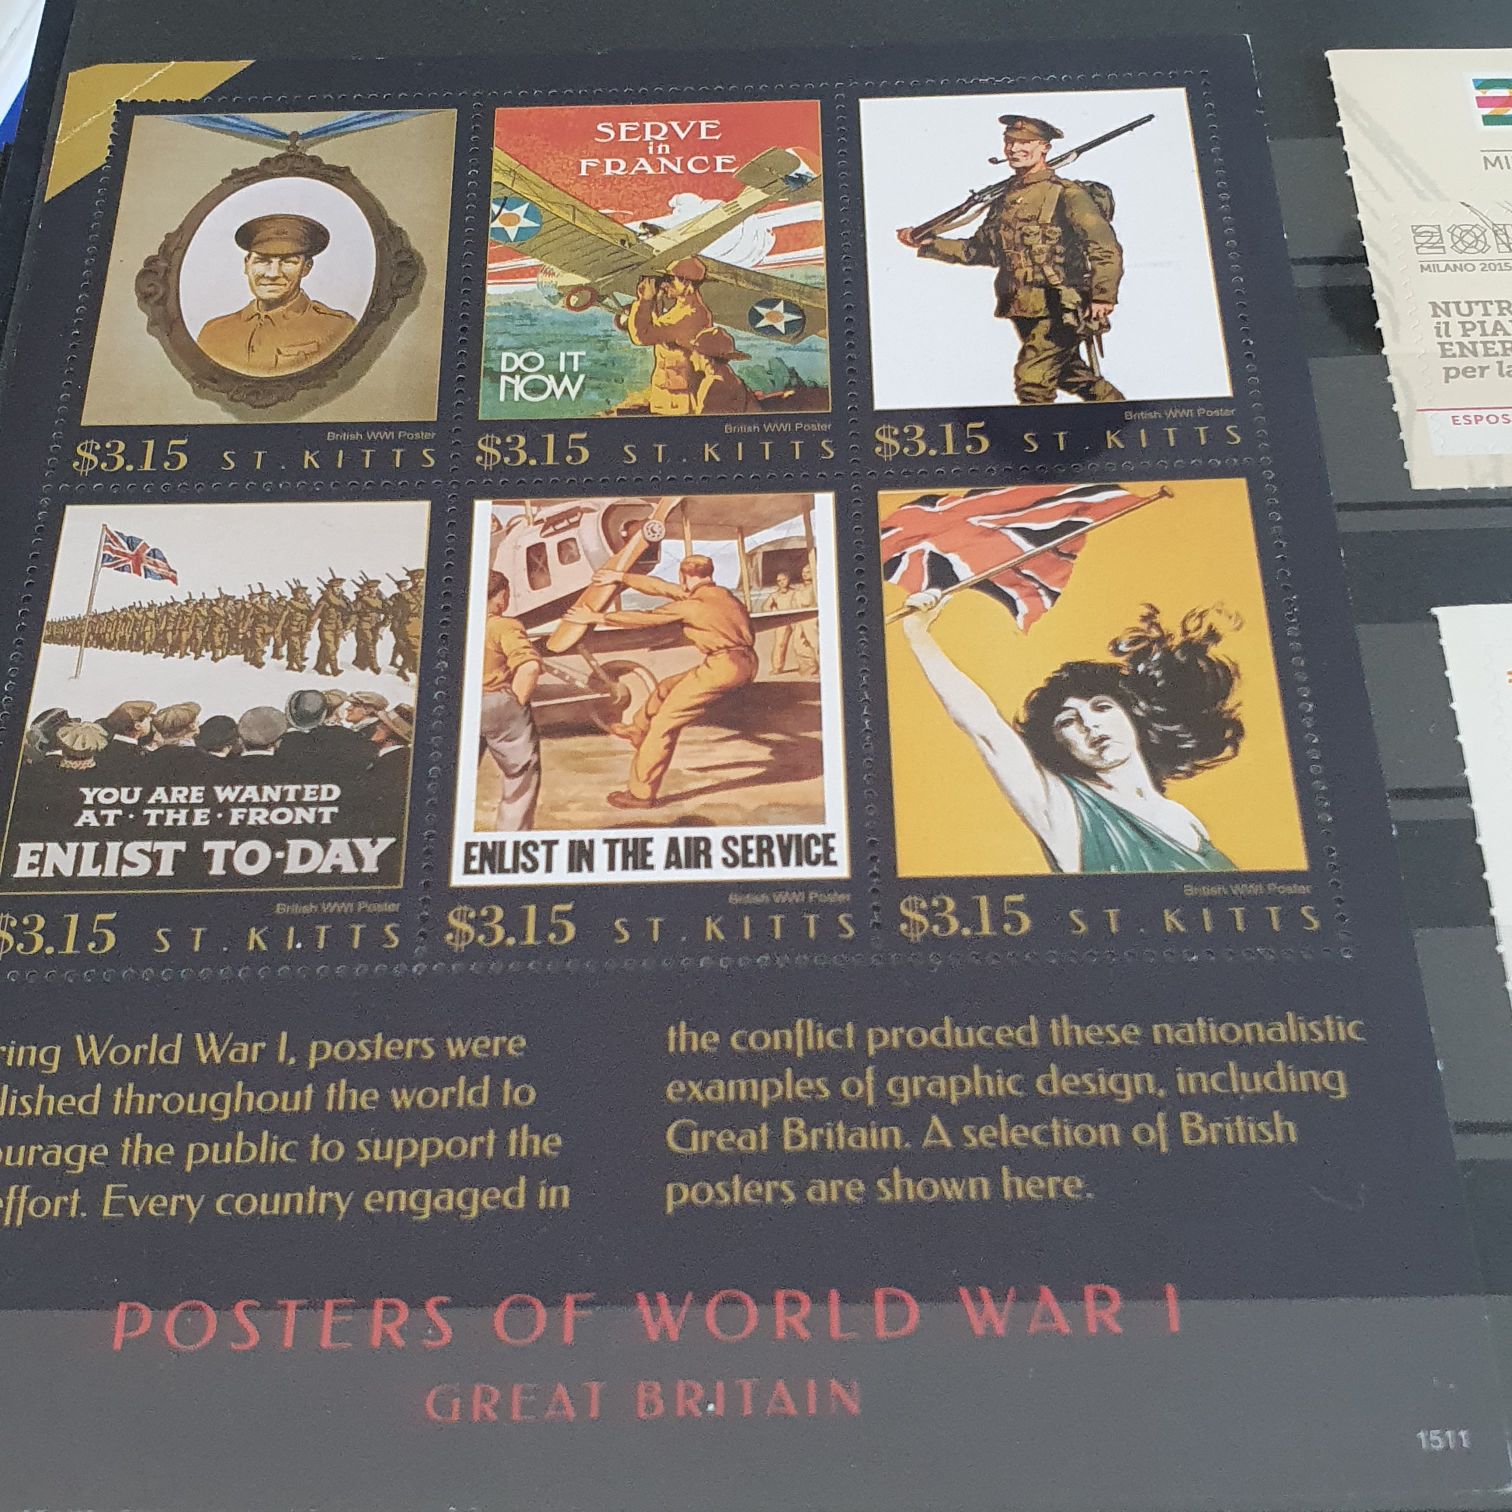 SERVE
in
FRANCE
DO IT
NOW
British WWI Poster
$3.15 ST. KITTS
British WWI Poster
$3.15 ST. KITTS
British WWI Poster
$3.15 ST. KITTS
YOU ARE WANTED
AT·THE·FRONT
ENLIST TO-DAY
ENLIST IN THE AIR SERVICE
British WWI Poster
$3.15 ST. KITTS
British WWI Poster
$3.15 ST. KITTS
British WWI Poster
$3.15 ST. KITTS
ring World War I, posters were
lished throughout the world to
ourage the public to support the
effort. Every country engaged in
the conflict produced these nationalistic
examples of graphic design, including
Great Britain. A selection of British
posters are shown here.
POSTERS OF WORLD WAR I
GREAT BRITAIN
1511
MI
MILANO 2015
NUTR
il PIA
ENER
per la
ESPOS